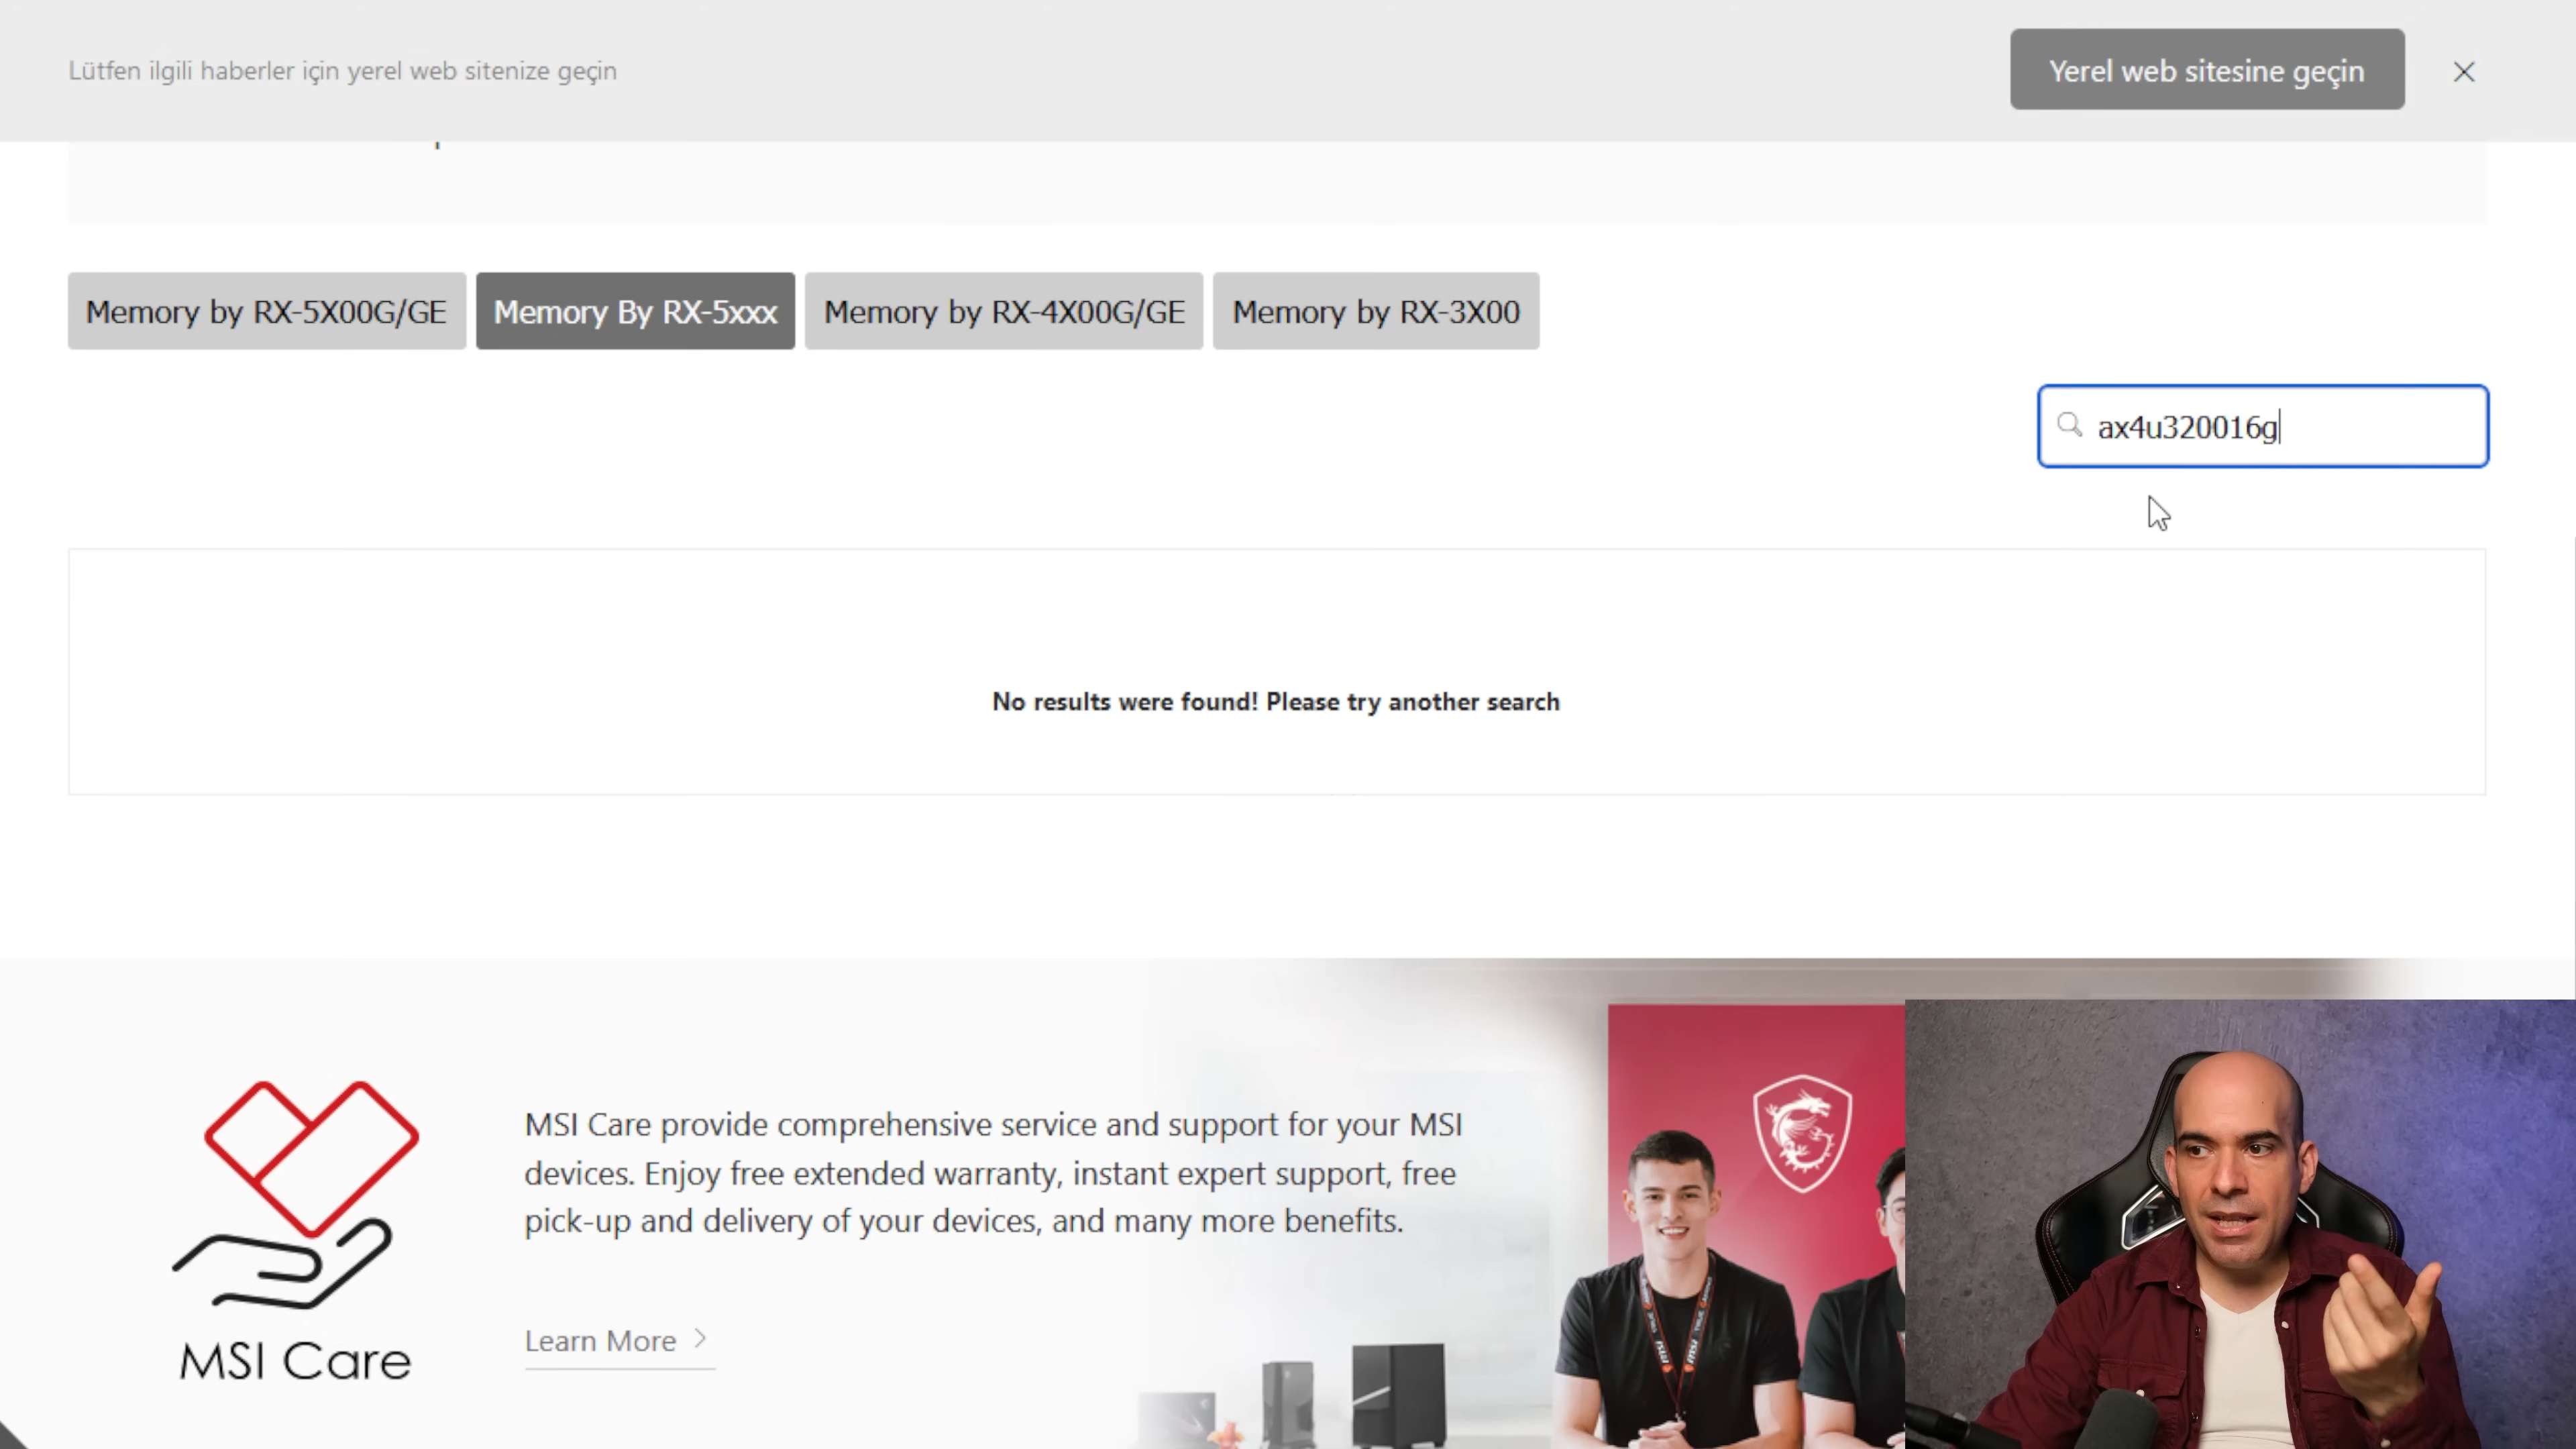 Lütfen ilgili haberler için yerel web sitenize geçin
Yerel web sitesine geçin
Memory by RX-5X00G/GE
Memory By RX-5xxx
Memory by RX-4X00G/GE
Memory by RX-3X00
ax4u320016g
No results were found! Please try another search
MSI Care provide comprehensive service and support for your MSI
devices. Enjoy free extended warranty, instant expert support, free
pick-up and delivery of your devices, and many more benefits.
Learn More
MSI Care